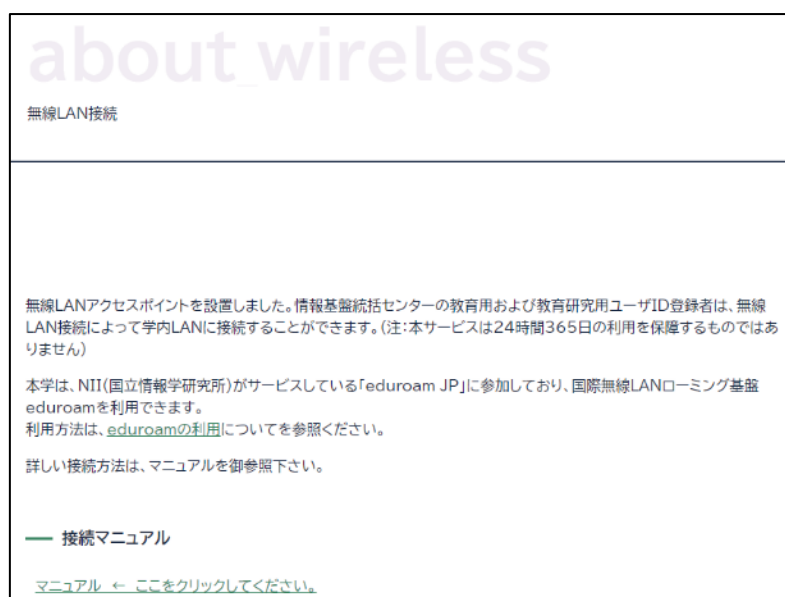 about_wireless
無線LAN接続
無線LANアクセスポイントを設置しました。情報基盤統括センターの教育用および教育研究用ユーザID登録者は、無線
LAN接続によって学内LANに接続することができます。(注:本サービスは24時間365日の利用を保障するものではあ
りません)
本学は、NII(国立情報学研究所)がサービスしている「eduroam JP」に参加しており、国際無線LANローミング基盤
eduroamを利用できます。
利用方法は、eduroamの利用についてを参照ください。
詳しい接続方法は、マニュアルを御参照下さい。
接続マニュアル
マニュアル ← ここをクリックしてください。